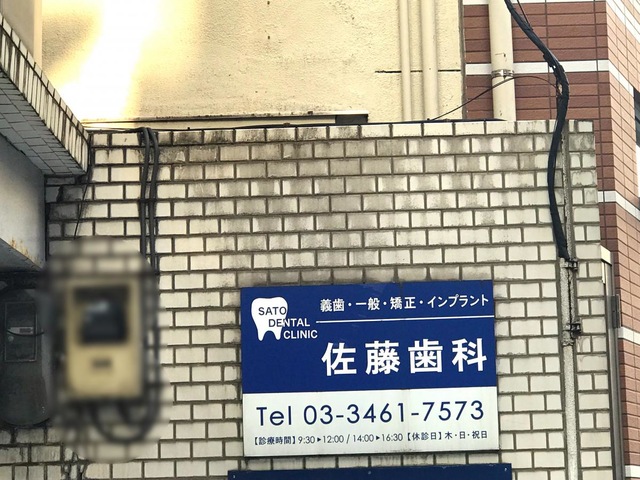 SATO
DENTAL
CLINIC
義歯・一般・矯正・インプラント
佐藤歯科
Tel 03-3461-7573
【診療時間】9:30▶12:00 / 14:00▶16:30【休診日】木・日・祝日